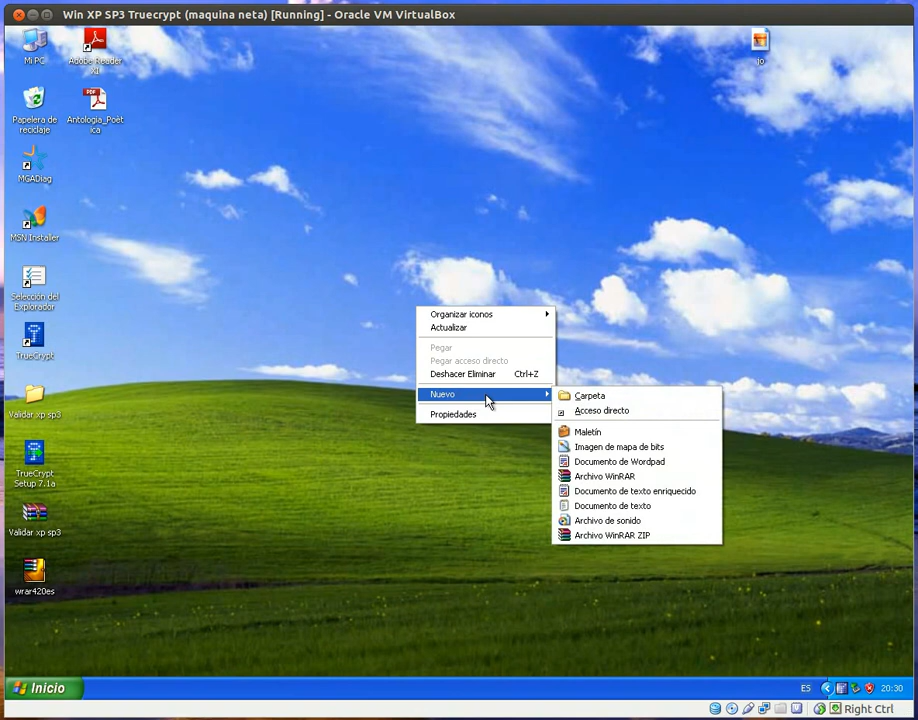 Win XP SP3 Truecrypt (maquina neta) [Running] - Oracle VM VirtualBox
Mi PC
Adobe Reader
XI
jo
Papelera de
reciclaje
PDF
Antologia_Poèt
ica
MGADiag
MSN Installer
Selección del
Explorador
TrueCrypt
Validar xp sp3
TrueCrypt
Setup 7.1a
Validar xp sp3
wrar420es
Organizar iconos
Actualizar
Pegar
Pegar acceso directo
Deshacer Eliminar Ctrl+Z
Nuevo
Propiedades
Carpeta
Acceso directo
Maletín
Imagen de mapa de bits
Documento de Wordpad
Archivo WinRAR
Documento de texto enriquecido
Documento de texto
Archivo de sonido
Archivo WinRAR ZIP
Inicio
ES
20:30
Right Ctrl